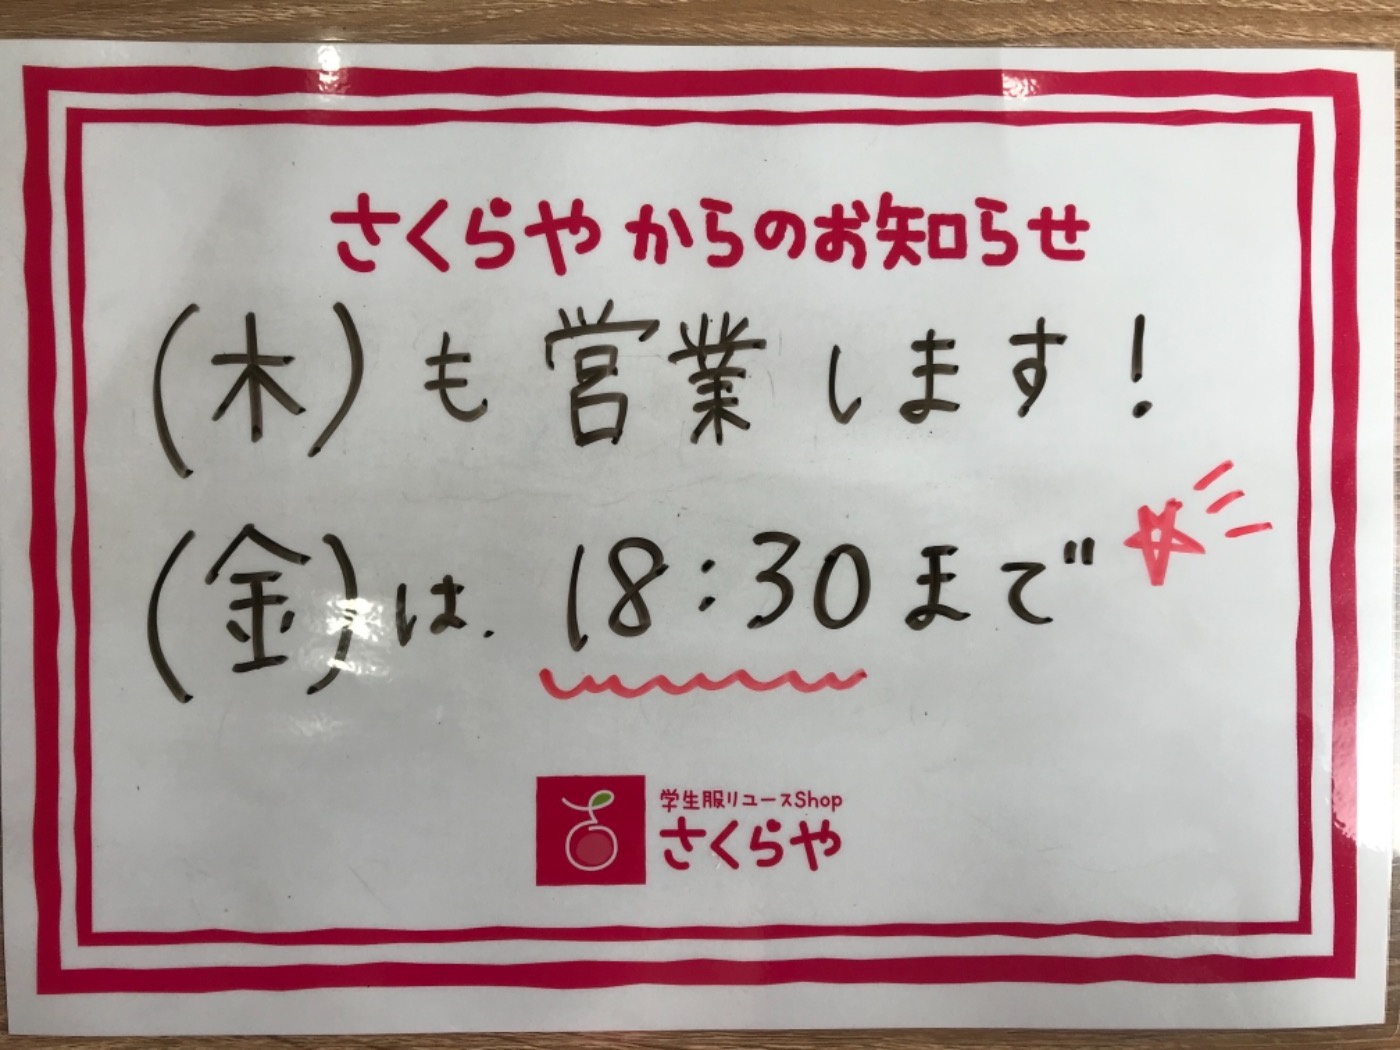 さくらや からのお知らせ
(木)も営業します!
(金)は、18:30まで
学生服リユースShop
さくらや